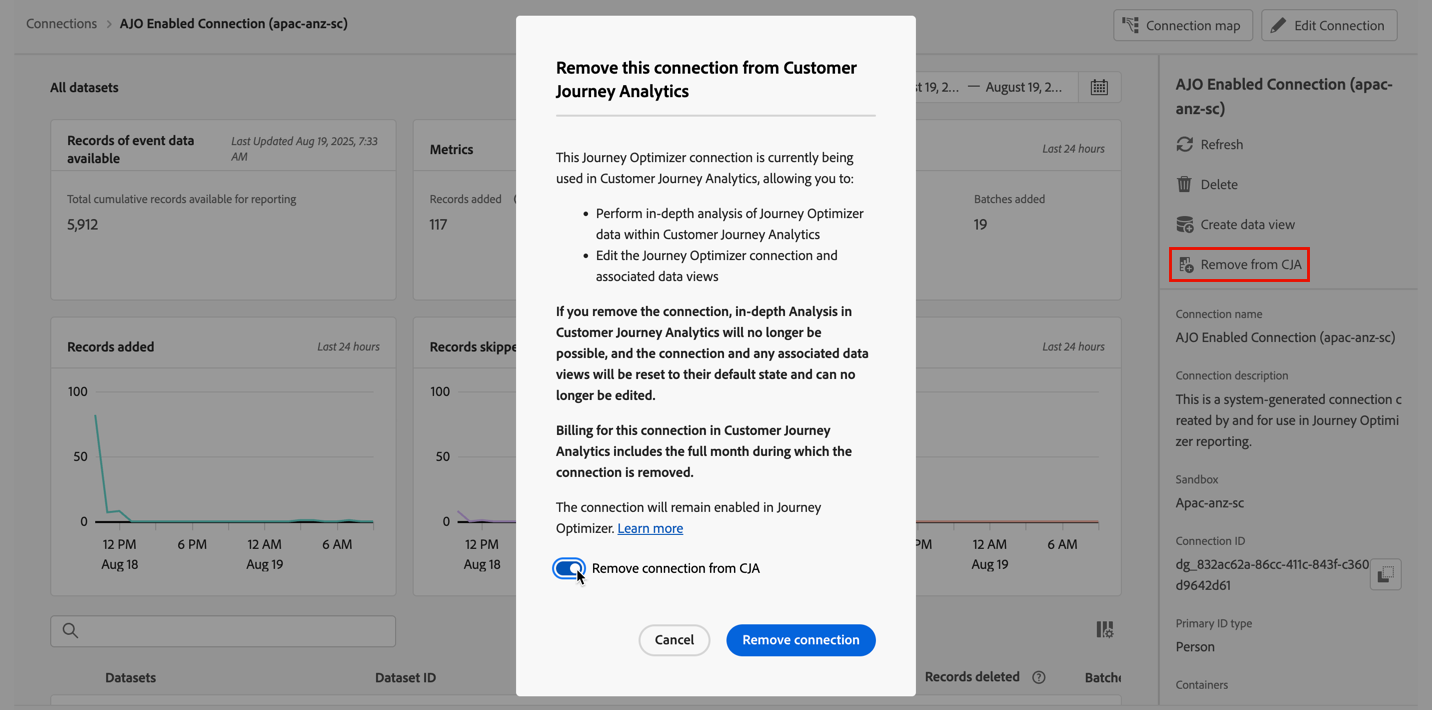 Connections > AJO Enabled Connection (apac-anz-sc)
Connection map
Edit Connection
All datasets
19, 2... — August 19, 2...
Records of event data
available
Last Updated Aug 19, 2025, 7:33
AM
Total cumulative records available for reporting
5,912
Metrics
Last 24 hours
Records added
117
Batches added
19
Records added
Last 24 hours
100
50
0
12 PM
6 PM
12 AM
6 AM
Aug 18
Aug 19
Records skippe
100
50
0
12 PM
Aug 18
Last 24 hours
PM
12 AM
6 AM
Aug 19
Datasets
Dataset ID
Records deleted
?
Batche
Remove this connection from Customer
Journey Analytics
This Journey Optimizer connection is currently being
used in Customer Journey Analytics, allowing you to:
• Perform in-depth analysis of Journey Optimizer
data within Customer Journey Analytics
• Edit the Journey Optimizer connection and
associated data views
If you remove the connection, in-depth Analysis in
Customer Journey Analytics will no longer be
possible, and the connection and any associated data
views will be reset to their default state and can no
longer be edited.
Billing for this connection in Customer Journey
Analytics includes the full month during which the
connection is removed.
The connection will remain enabled in Journey
Optimizer. Learn more
Remove connection from CJA
Cancel
Remove connection
AJO Enabled Connection (apac-
anz-sc)
Refresh
Delete
Create data view
Remove from CJA
Connection name
AJO Enabled Connection (apac-anz-sc)
Connection description
This is a system-generated connection c
reated by and for use in Journey Optimi
zer reporting.
Sandbox
Apac-anz-sc
Connection ID
dg_832ac62a-86cc-411c-843f-c360
d9642d61
Primary ID type
Person
Containers